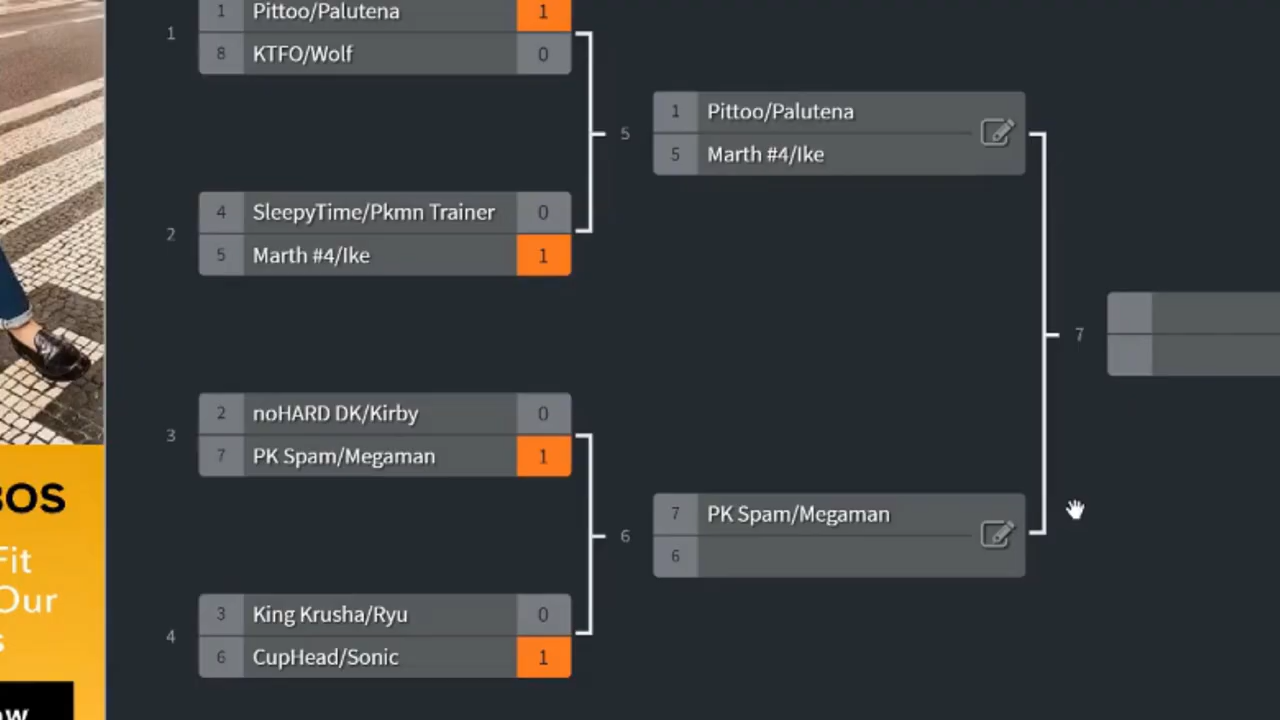 1 Pittoo/Palutena 1
1
8 KTFO/Wolf 0
1 Pittoo/Palutena
5
5 Marth #4/Ike
4 SleepyTime/Pkmn Trainer 0
2
5 Marth #4/Ike 1
7
2 noHARD DK/Kirby 0
3
7 PK Spam/Megaman 1
7 PK Spam/Megaman
6
6
3 King Krusha/Ryu 0
4
6 CupHead/Sonic 1
BOS
Fit
Our
s